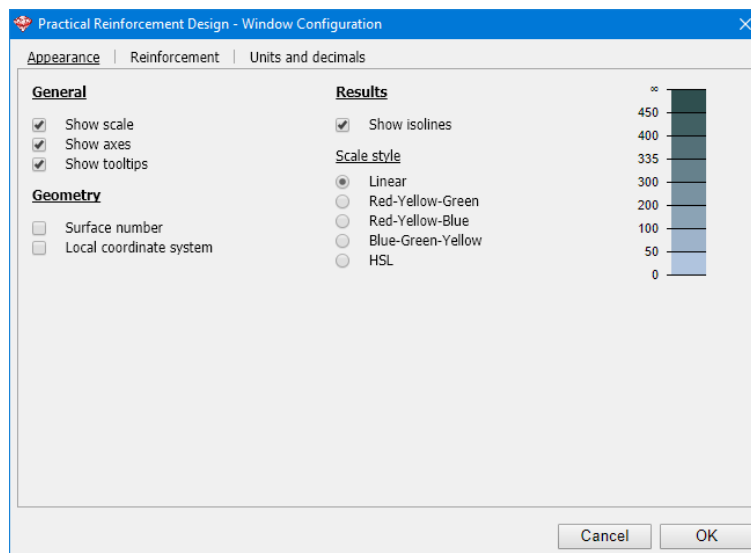 Practical Reinforcement Design - Window Configuration
Appearance | Reinforcement | Units and decimals
General
Show scale
Show axes
Show tooltips
Geometry
Surface number
Local coordinate system
Results
Show isolines
Scale style
Linear
Red-Yellow-Green
Red-Yellow-Blue
Blue-Green-Yellow
HSL
∞
450
400
335
300
200
100
50
0
Cancel
OK